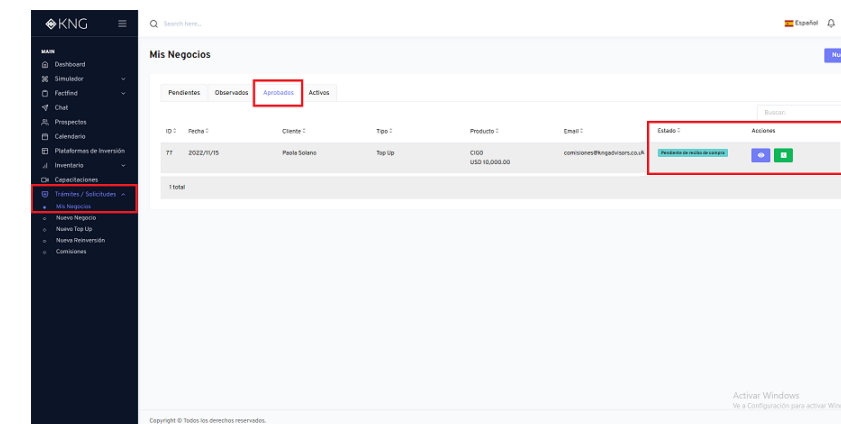 KNG
Search here..
Español
MAIN
Dashboard
Simulador
Factfind
Chat
Prospectos
Calendario
Plataformas de Inversión
Inventario
Capacitaciones
Trámites / Solicitudes
Mis Negocios
Nuevo Negocio
Nuevo Top Up
Nueva Reinversión
Comisiones
Mis Negocios
Nu
Pendientes Observados Aprobados Activos
Buscar
ID Fecha Cliente Tipo Producto Email Estado Acciones
77 2022/11/15 Paola Solano Top Up CIGO comisiones@kngadvisors.co.uk Pendiente de recibo de compra
USD 10,000.00
1 total
Activar Windows
Ve a Configuración para activar Win
Copyright © Todos los derechos reservados.